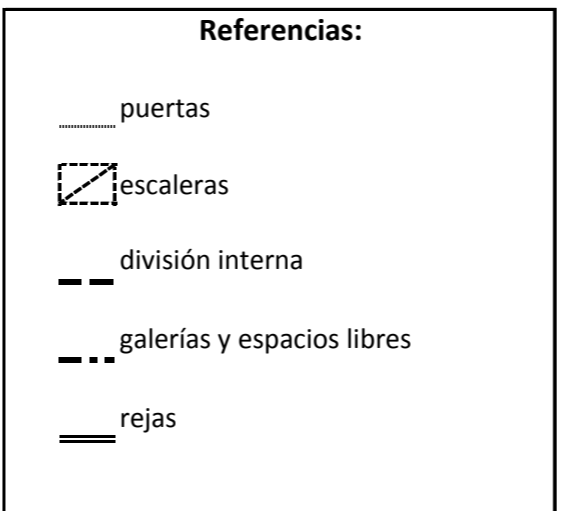 Referencias:
puertas
escaleras
división interna
galerías y espacios libres
rejas